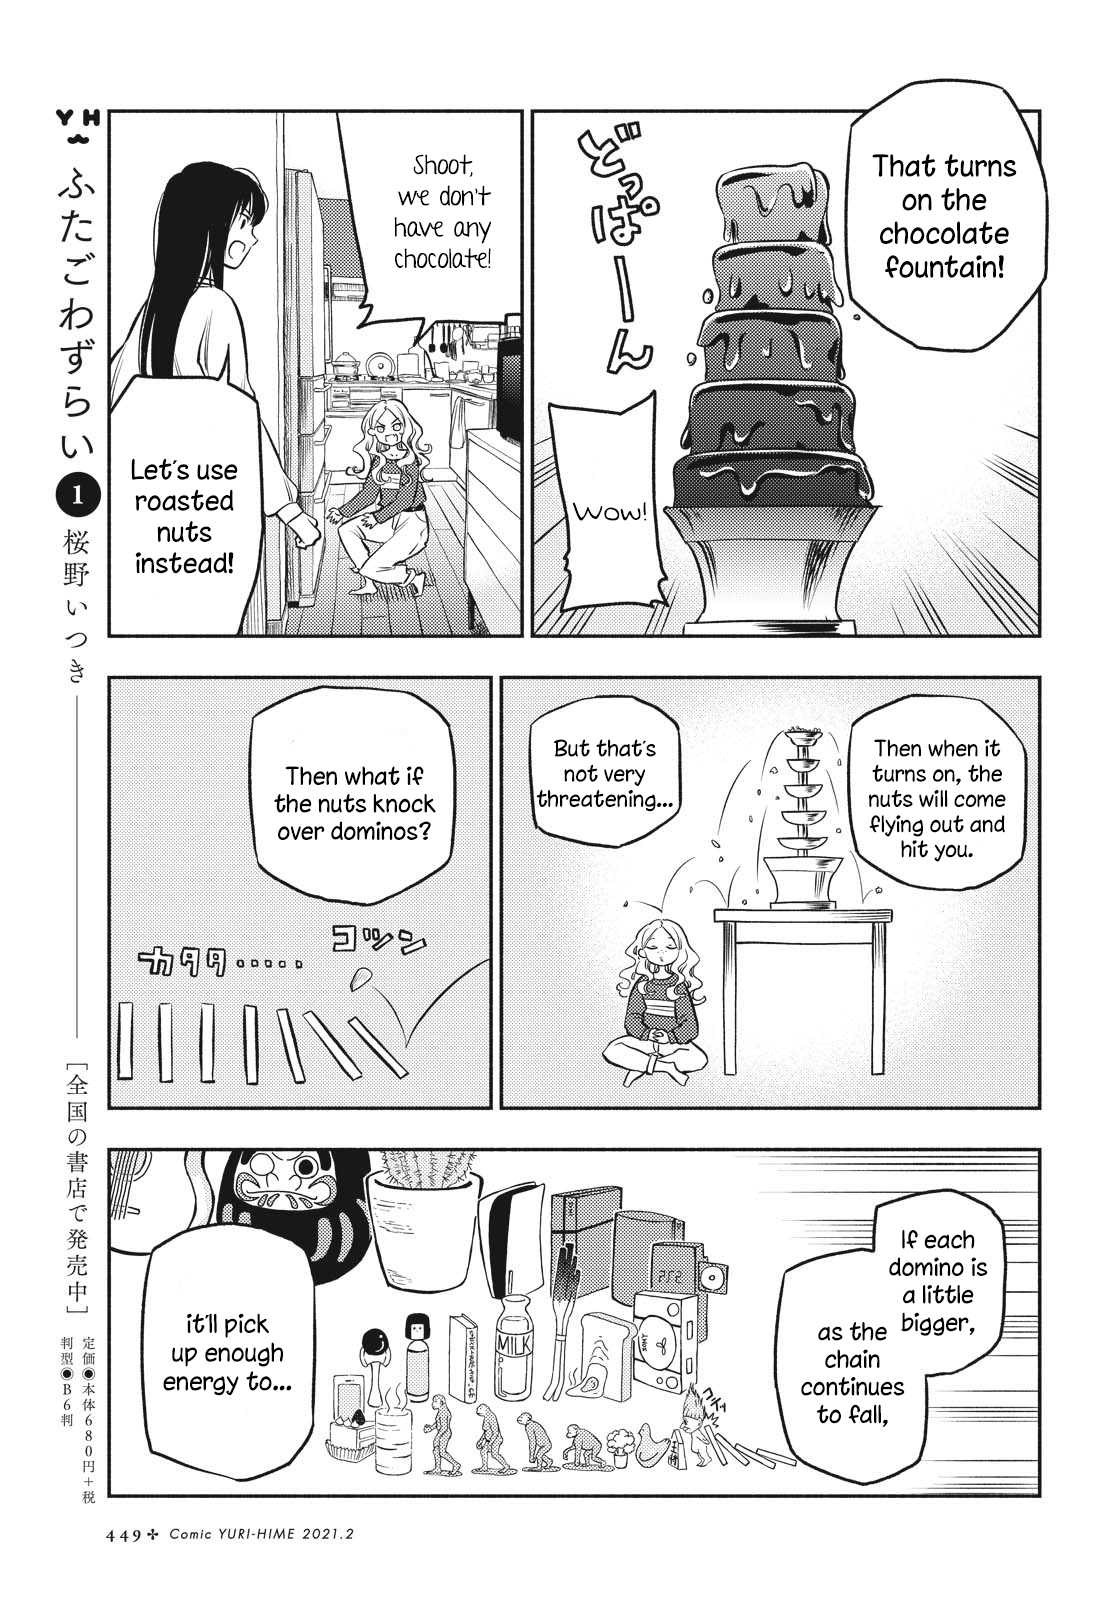 That turns
on the
chocolate
fountain!
どっぱーーん
Wow!
Shoot,
we don't
have any
chocolate!
Let's use
roasted
nuts
instead!
Then when it
turns on, the
nuts will come
flying out and
hit you.
But that's
not very
threatening...
Then what if
the nuts knock
over dominos?
コツン
カタタ・・・・・
If each
domino is
a little
bigger,
as the
chain
continues
to fall,
PS2
MILK
it'll pick
up enough
energy to...
YH
ふたごわずらい
1
桜野いつき
[全国の書店で発売中]
定価◉本体680円+税
判型◉B6判
449 Comic YURI-HIME 2021.2